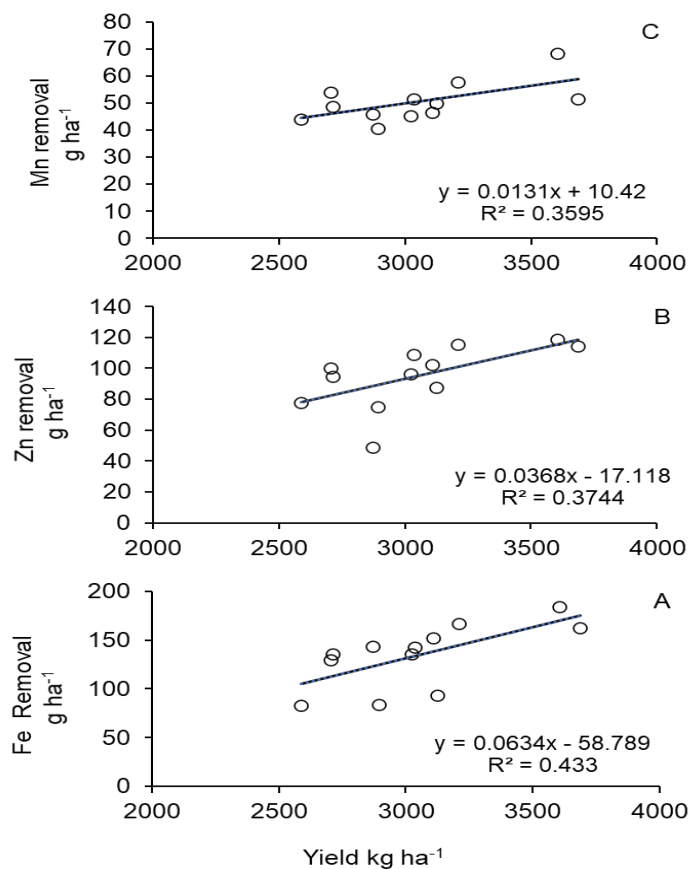 C
Mn removal
g ha⁻¹
80
70
60
50
40
30
20
10
0
y = 0.0131x + 10.42
R² = 0.3595
2000 2500 3000 3500 4000
B
Zn removal
g ha⁻¹
140
120
100
80
60
40
20
0
y = 0.0368x - 17.118
R² = 0.3744
2000 2500 3000 3500 4000
A
Fe Removal
g ha⁻¹
200
150
100
50
0
y = 0.0634x - 58.789
R² = 0.433
2000 2500 3000 3500 4000
Yield kg ha⁻¹